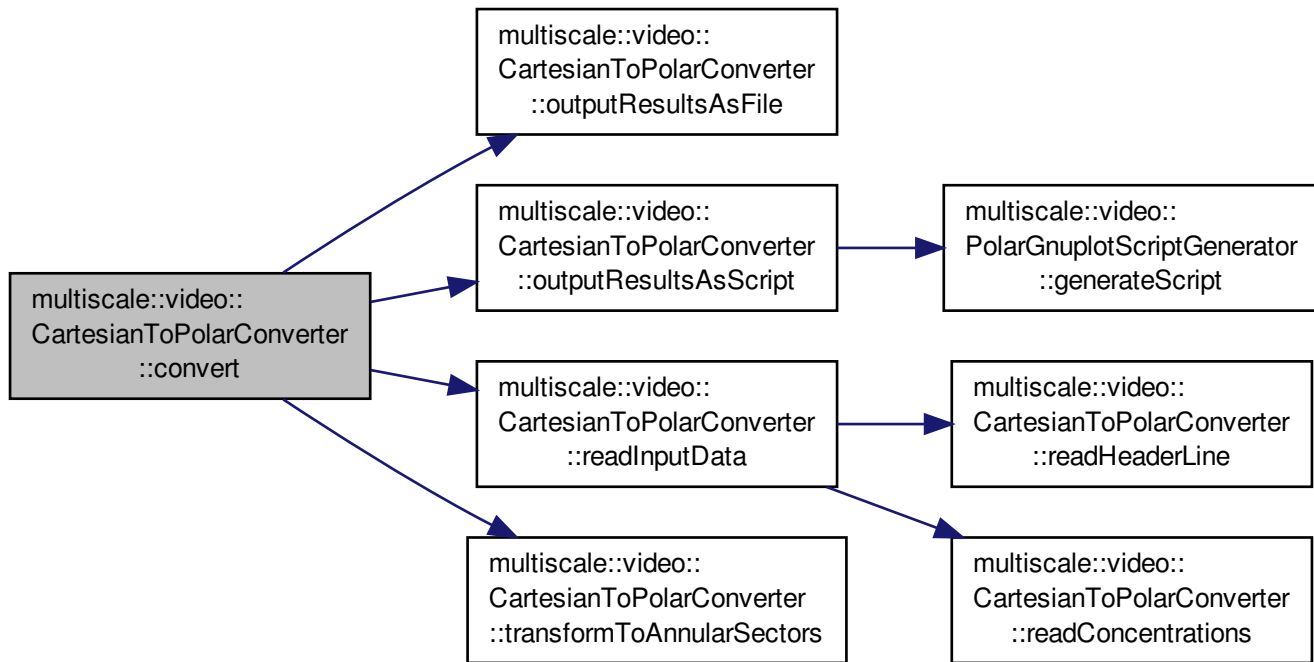 multiscale::video::
CartesianToPolarConverter
::convert
multiscale::video::
CartesianToPolarConverter
::outputResultsAsFile
multiscale::video::
CartesianToPolarConverter
::outputResultsAsScript
multiscale::video::
PolarGnuplotScriptGenerator
::generateScript
multiscale::video::
CartesianToPolarConverter
::readInputData
multiscale::video::
CartesianToPolarConverter
::readHeaderLine
multiscale::video::
CartesianToPolarConverter
::transformToAnnularSectors
multiscale::video::
CartesianToPolarConverter
::readConcentrations